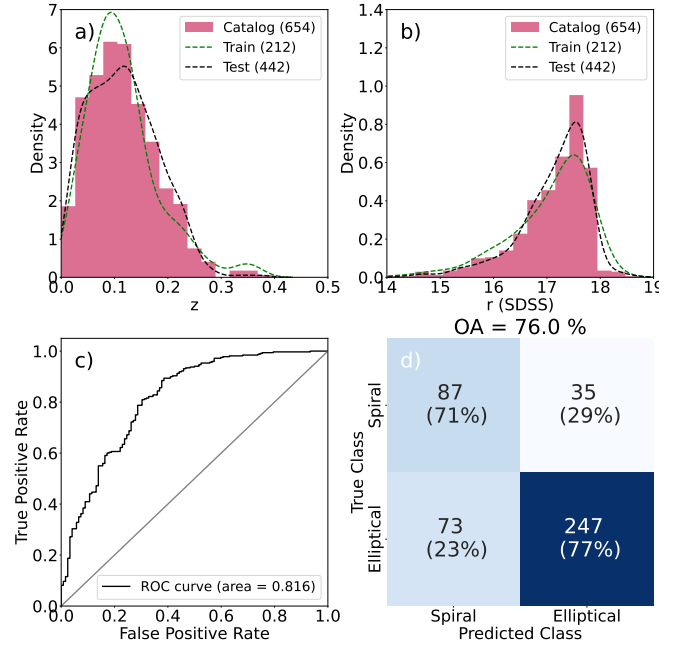 a)
Catalog (654)
Train (212)
Test (442)
7
6
5
4
3
2
1
0
Density
0.0 0.1 0.2 0.3 0.4 0.5
z
b)
Catalog (654)
Train (212)
Test (442)
1.4
1.2
1.0
0.8
0.6
0.4
0.2
0.0
Density
14 15 16 17 18 19
r (SDSS)
c)
1.0
0.8
0.6
0.4
0.2
0.0
True Positive Rate
ROC curve (area = 0.816)
0.0 0.2 0.4 0.6 0.8 1.0
False Positive Rate
OA = 76.0 %
d)
True Class
Spiral
Elliptical
87
(71%)
35
(29%)
73
(23%)
247
(77%)
Spiral Elliptical
Predicted Class